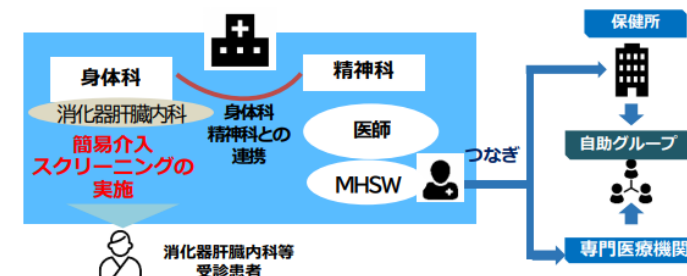 身体科
消化器肝臓内科
簡易介入
スクリーニングの
実施
身体科
精神科との
連携
精神科
医師
MHSW
つなぎ
保健所
自助グループ
専門医療機関
消化器肝臓内科等
受診患者